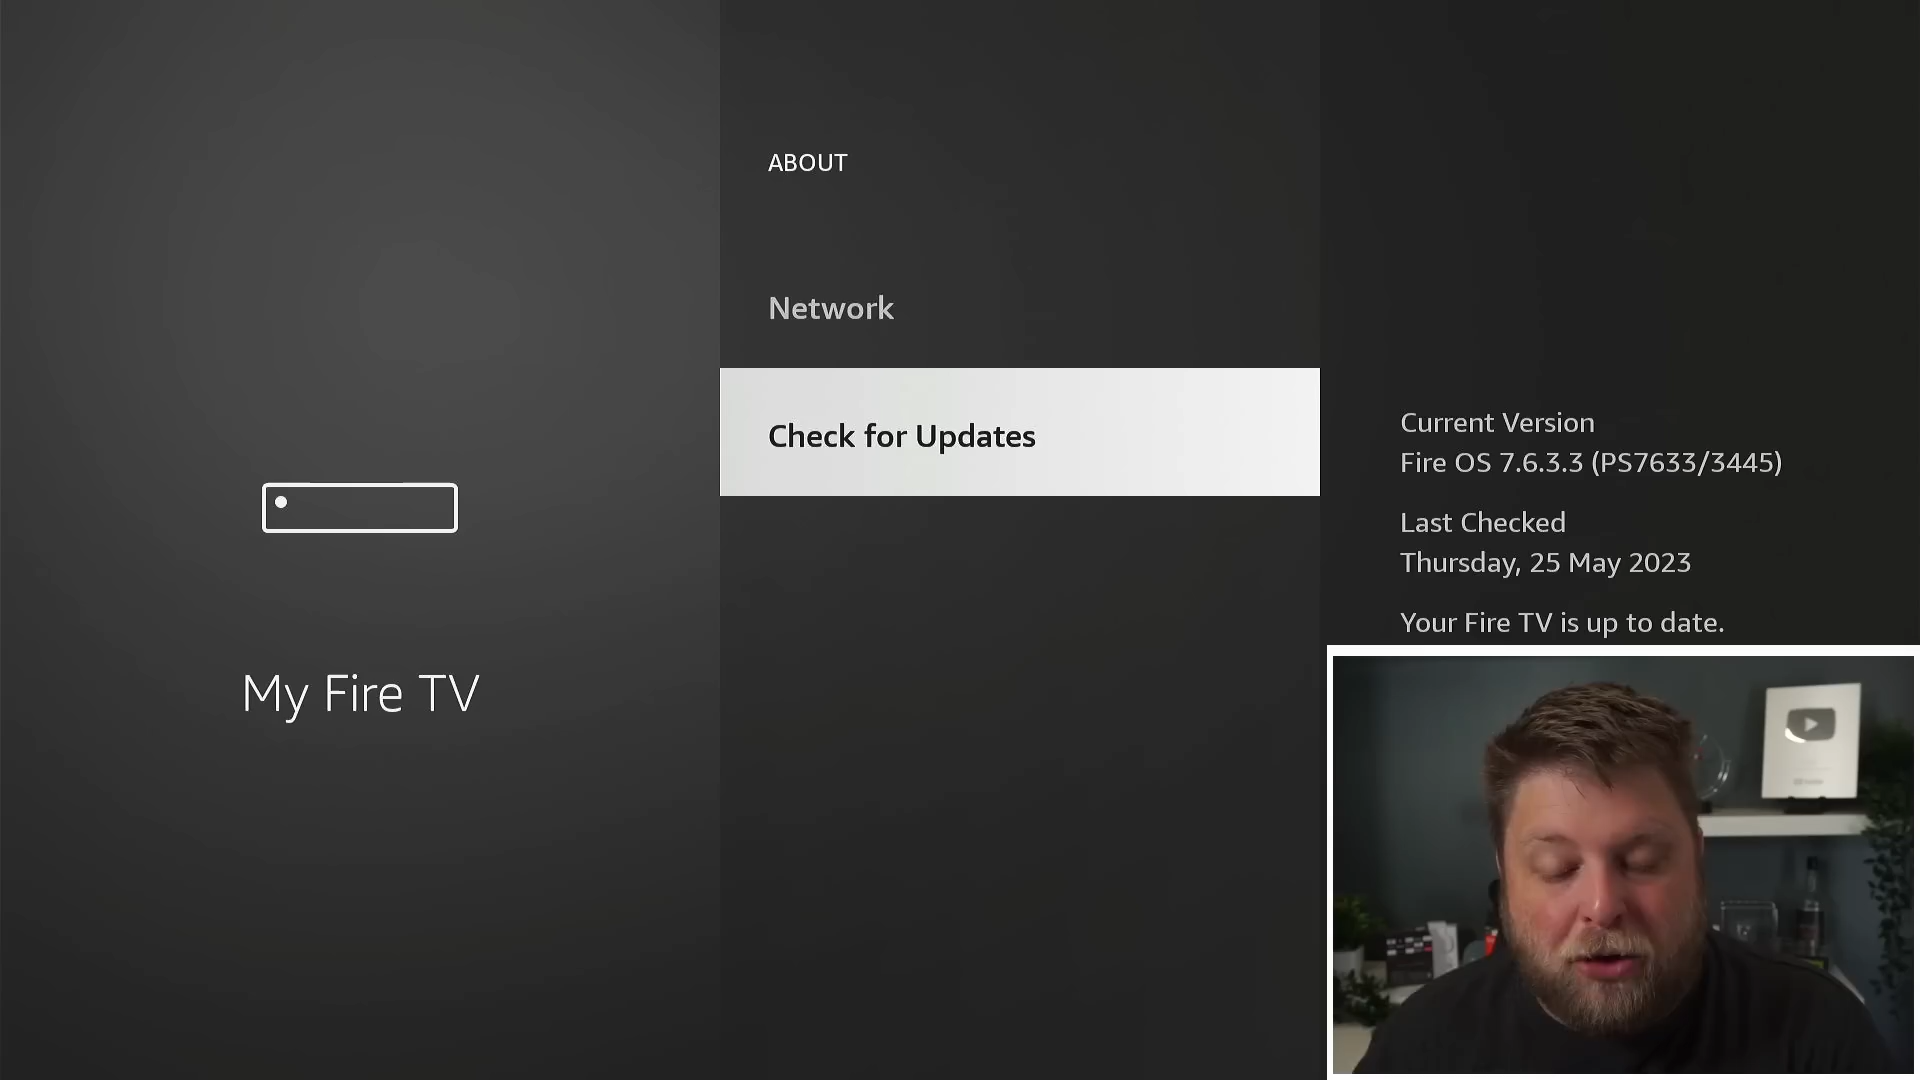 ABOUT
Network
Check for Updates
My Fire TV
Current Version
Fire OS 7.6.3.3 (PS7633/3445)
Last Checked
Thursday, 25 May 2023
Your Fire TV is up to date.